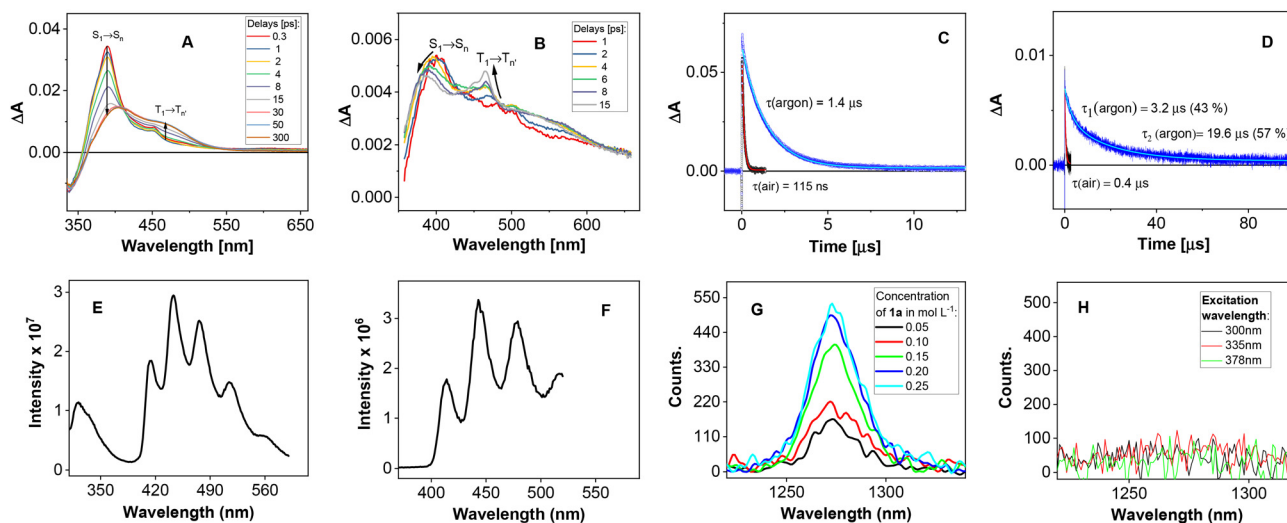 A
Delays [ps]:
0.3
1
2
4
8
15
30
50
300
S₁→Sₙ
T₁→Tₙ'
0.04
0.02
0.00
ΔA
350
450
550
650
Wavelength [nm]
B
Delays [ps]:
1
2
4
6
8
15
S₁→Sₙ
T₁→Tₙ'
0.006
0.004
0.002
0.000
ΔA
400
500
600
Wavelength [nm]
C
τ(argon) = 1.4 μs
τ(air) = 115 ns
0.05
0.00
ΔA
0
5
10
Time [μs]
D
τ₁(argon) = 3.2 μs (43 %)
τ₂ (argon) = 19.6 μs (57 %
τ(air) = 0.4 μs
0.01
0.00
ΔA
0
40
80
Time [μs]
E
3
2
1
0
Intensity x 10⁷
350
420
490
560
Wavelength (nm)
F
3
2
1
0
Intensity x 10⁶
400
450
500
550
Wavelength (nm)
G
Concentration
of 1a in mol L⁻¹:
0.05
0.10
0.15
0.20
0.25
550
440
330
220
110
0
Counts.
1250
1300
Wavelength (nm)
H
Excitation
wavelength:
300nm
335nm
378nm
500
400
300
200
100
0
Counts.
1250
1300
Wavelength (nm)